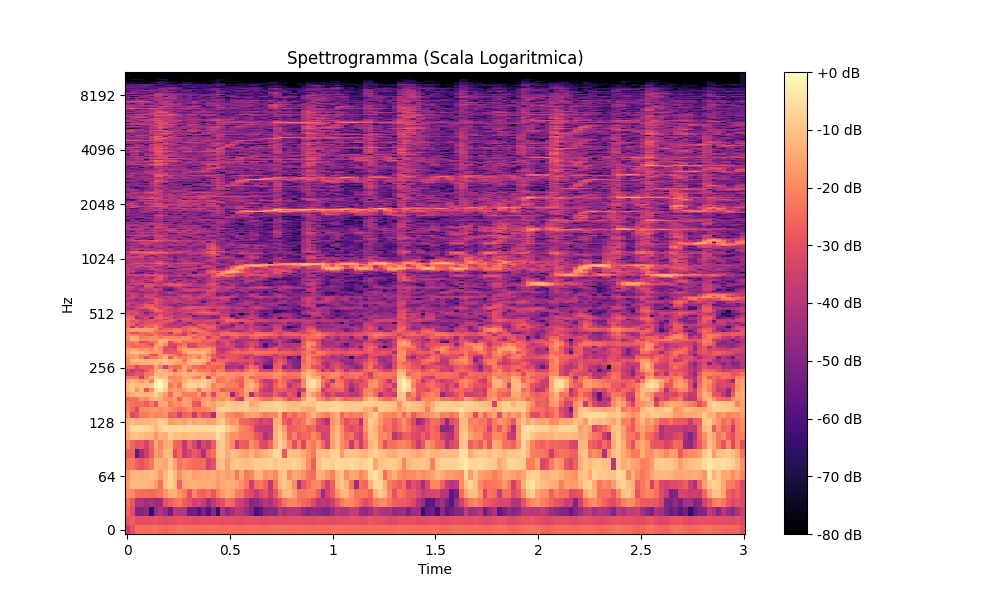 Spettrogramma (Scala Logaritmica)
Hz
8192
4096
2048
1024
512
256
128
64
0
0
0.5
1
1.5
2
2.5
3
Time
+0 dB
-10 dB
-20 dB
-30 dB
-40 dB
-50 dB
-60 dB
-70 dB
-80 dB